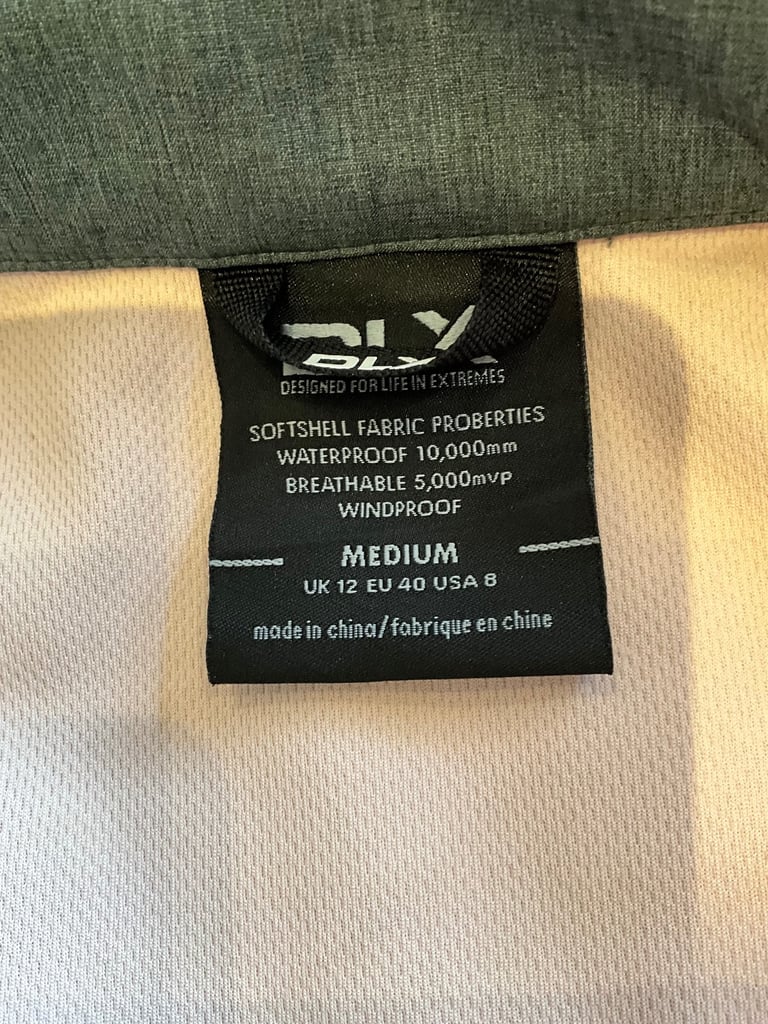 DLX
DLX
DESIGNED FOR LIFE IN EXTREMES
SOFTSHELL FABRIC PROBERTIES
WATERPROOF 10,000mm
BREATHABLE 5,000mvp
WINDPROOF
MEDIUM
UK 12 EU 40 USA 8
made in china/fabrique en chine